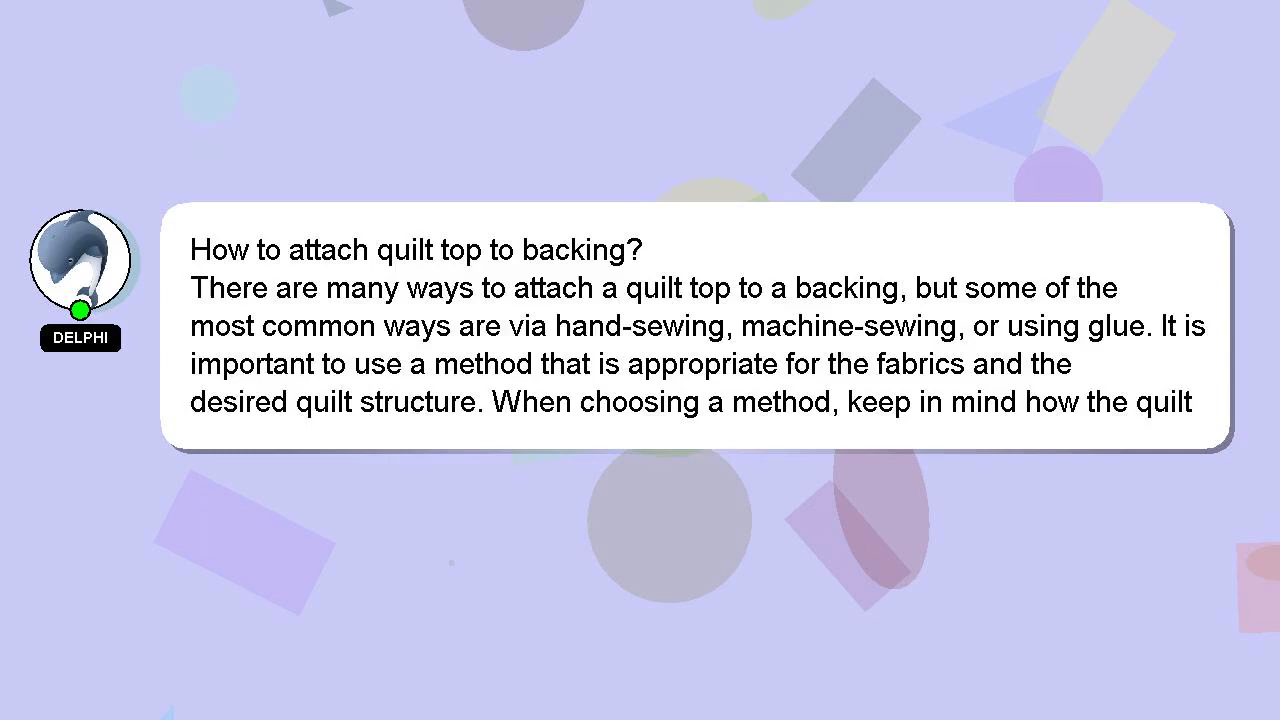 How to attach quilt top to backing?
There are many ways to attach a quilt top to a backing, but some of the
most common ways are via hand-sewing, machine-sewing, or using glue. It is
important to use a method that is appropriate for the fabrics and the
desired quilt structure. When choosing a method, keep in mind how the quilt
DELPHI